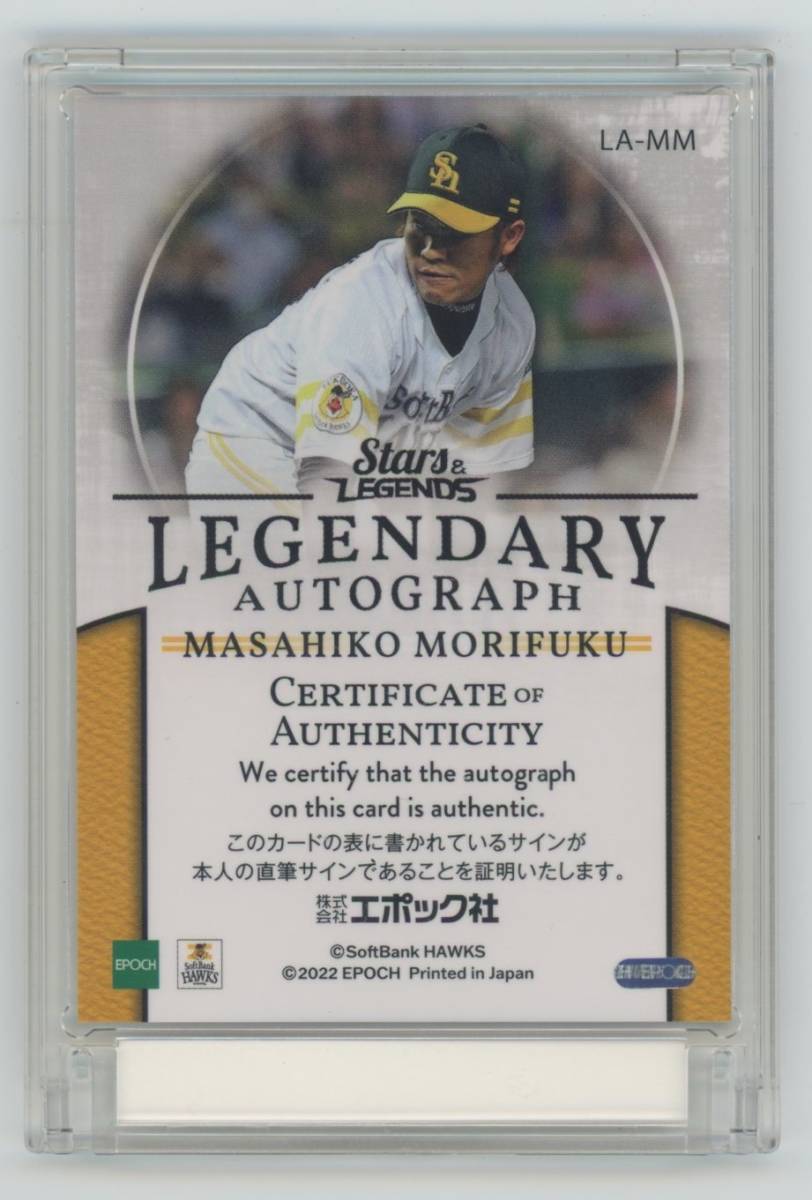 LA-MM
Sh
SOFTB
Stars &
LEGENDS
LEGENDARY
AUTOGRAPH
MASAHIKO MORIFUKU
CERTIFICATE OF
AUTHENTICITY
We certify that the autograph
on this card is authentic.
このカードの表に書かれているサインが
本人の直筆サインであることを証明いたします。
株式会社エポック社
©SoftBank HAWKS
©2022 EPOCH Printed in Japan
EPOCH
SoftBank
HAWKS